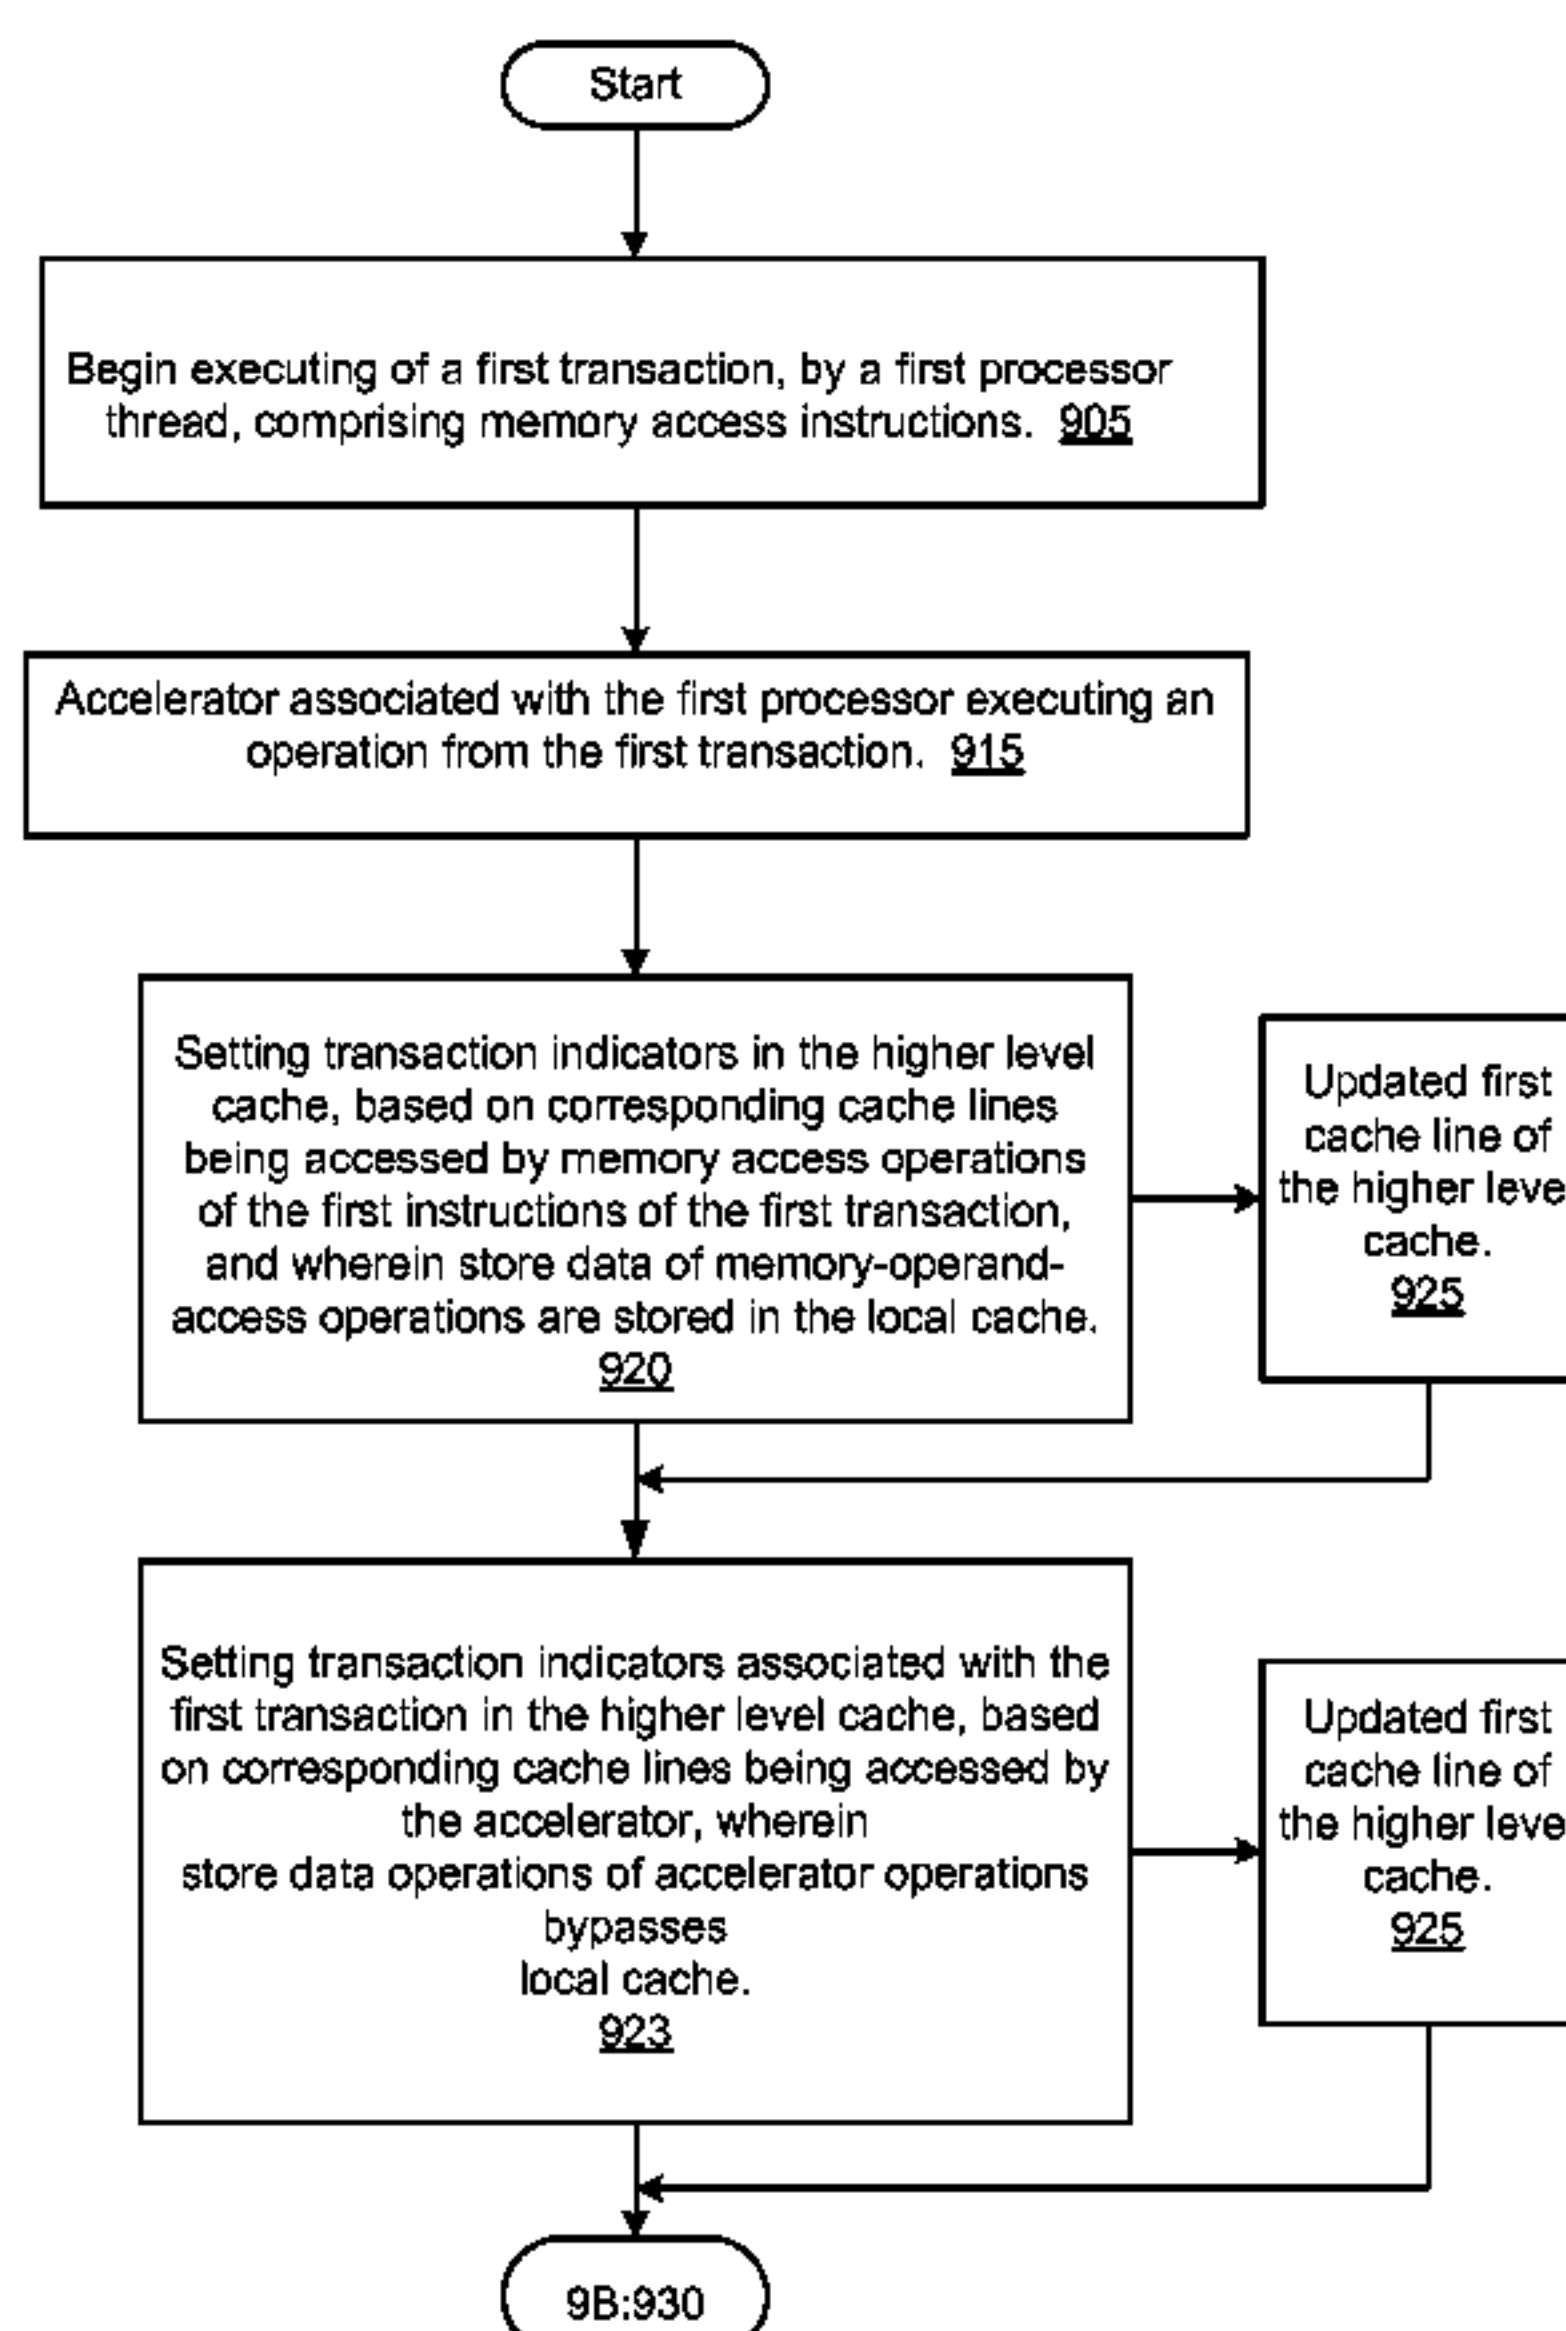 Start
Begin executing of a first transaction, by a first processor
thread, comprising memory access instructions. 905
Accelerator associated with the first processor executing an
operation from the first transaction. 915
Setting transaction indicators in the higher level
cache, based on corresponding cache lines
being accessed by memory access operations
of the first instructions of the first transaction,
and wherein store data of memory-operand-
access operations are stored in the local cache.
920
Updated first
cache line of
the higher leve
cache.
925
Setting transaction indicators associated with the
first transaction in the higher level cache, based
on corresponding cache lines being accessed by
the accelerator, wherein
store data operations of accelerator operations
bypasses
local cache.
923
Updated first
cache line of
the higher leve
cache.
925
9B:930